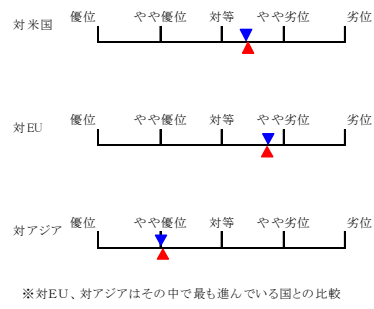 優位 やや優位 対等 やや劣位 劣位
対米国
優位 やや優位 対等 やや劣位 劣位
対EU
優位 やや優位 対等 やや劣位 劣位
対アジア
※対EU、対アジアはその中で最も進んでいる国との比較